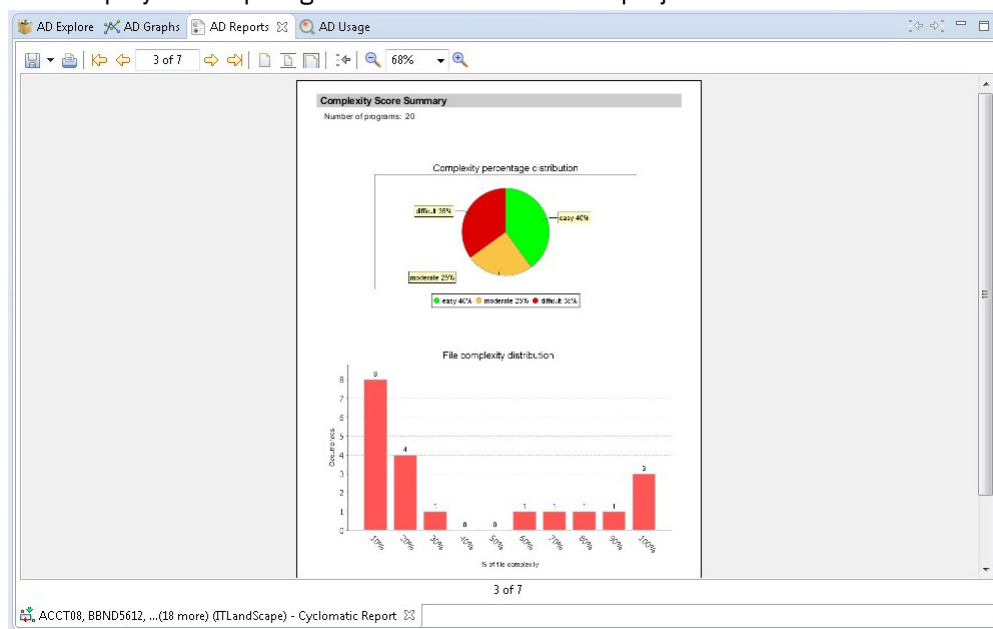 AD Explore AD Graphs AD Reports AD Usage
3 of 7 68%
Complexity Score Summary
Number of programs: 20
Complexity percentage distribution
difficult 35%
easy 40%
moderate 25%
easy 40% moderate 25% difficult 35%
File complexity distribution
8
8
7
6
5
4
4
3
3
2
1
1
1
1
1
1
0
0
0
Occurrences
10% 20% 30% 40% 50% 60% 70% 80% 90% 100%
% of file complexity
3 of 7
ACCT08, BBND5612, ...(18 more) (ITLandScape) - Cyclomatic Report